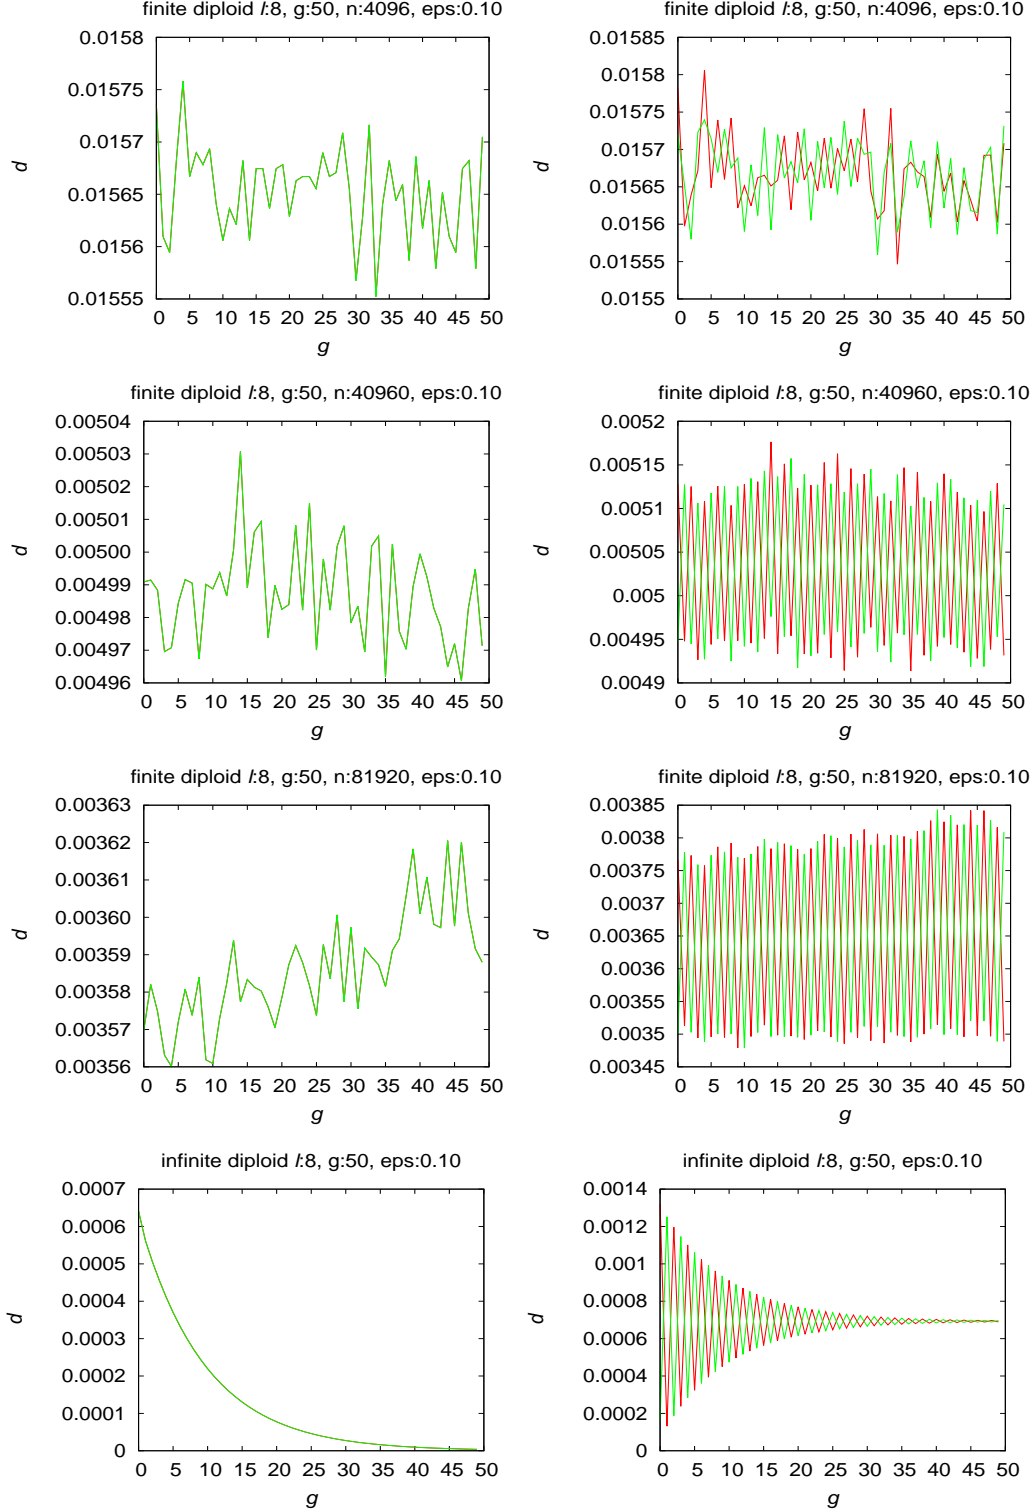 finite diploid l:8, g:50, n:4096, eps:0.10
0.0158
0.01575
0.0157
0.01565
0.0156
0.01555
d
0 5 10 15 20 25 30 35 40 45 50
g
finite diploid l:8, g:50, n:4096, eps:0.10
0.01585
0.0158
0.01575
0.0157
0.01565
0.0156
0.01555
0.0155
d
0 5 10 15 20 25 30 35 40 45 50
g
finite diploid l:8, g:50, n:40960, eps:0.10
0.00504
0.00503
0.00502
0.00501
0.00500
0.00499
0.00498
0.00497
0.00496
d
0 5 10 15 20 25 30 35 40 45 50
g
finite diploid l:8, g:50, n:40960, eps:0.10
0.0052
0.00515
0.0051
0.00505
0.005
0.00495
0.0049
d
0 5 10 15 20 25 30 35 40 45 50
g
finite diploid l:8, g:50, n:81920, eps:0.10
0.00363
0.00362
0.00361
0.00360
0.00359
0.00358
0.00357
0.00356
d
0 5 10 15 20 25 30 35 40 45 50
g
finite diploid l:8, g:50, n:81920, eps:0.10
0.00385
0.0038
0.00375
0.0037
0.00365
0.0036
0.00355
0.0035
0.00345
d
0 5 10 15 20 25 30 35 40 45 50
g
infinite diploid l:8, g:50, eps:0.10
0.0007
0.0006
0.0005
0.0004
0.0003
0.0002
0.0001
0
d
0 5 10 15 20 25 30 35 40 45 50
g
infinite diploid l:8, g:50, eps:0.10
0.0014
0.0012
0.001
0.0008
0.0006
0.0004
0.0002
0
d
0 5 10 15 20 25 30 35 40 45 50
g